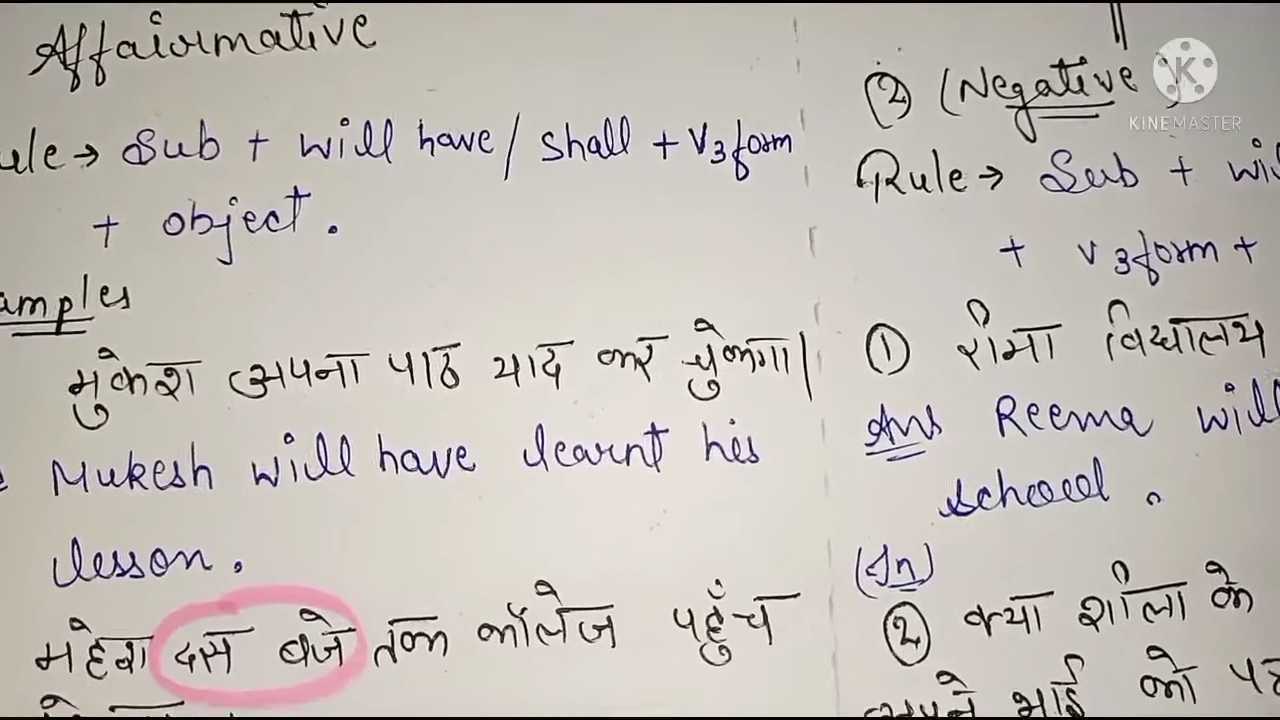 Affairmative
ule → Sub + will have / shall + V3 form
+ object.
amples
मुकेश अपना पाठ याद कर चुकेगा।
Mukesh will have learnt his
lesson.
महेश दस बजे तक कॉलेज पहुँच
② (Negative)
Rule → Sub + wil
+ V3 form +
① रीमा विद्यालय
Ans Reema will
school.
(In)
② क्या शीला के
अपने भाई को
KINEMASTER